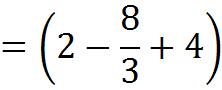 = (2 − 8/3 + 4)